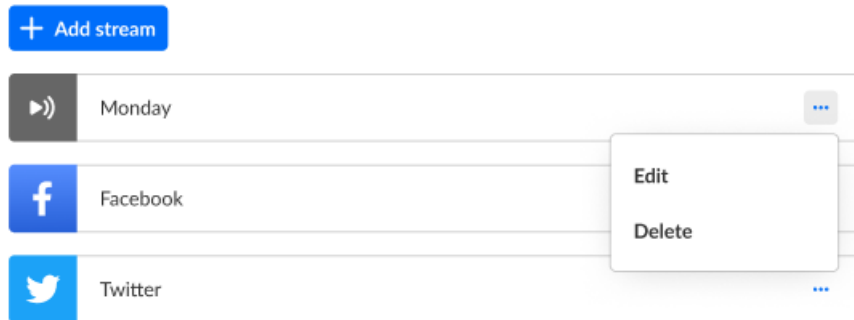 Add stream
Monday
Edit
Facebook
Delete
Twitter